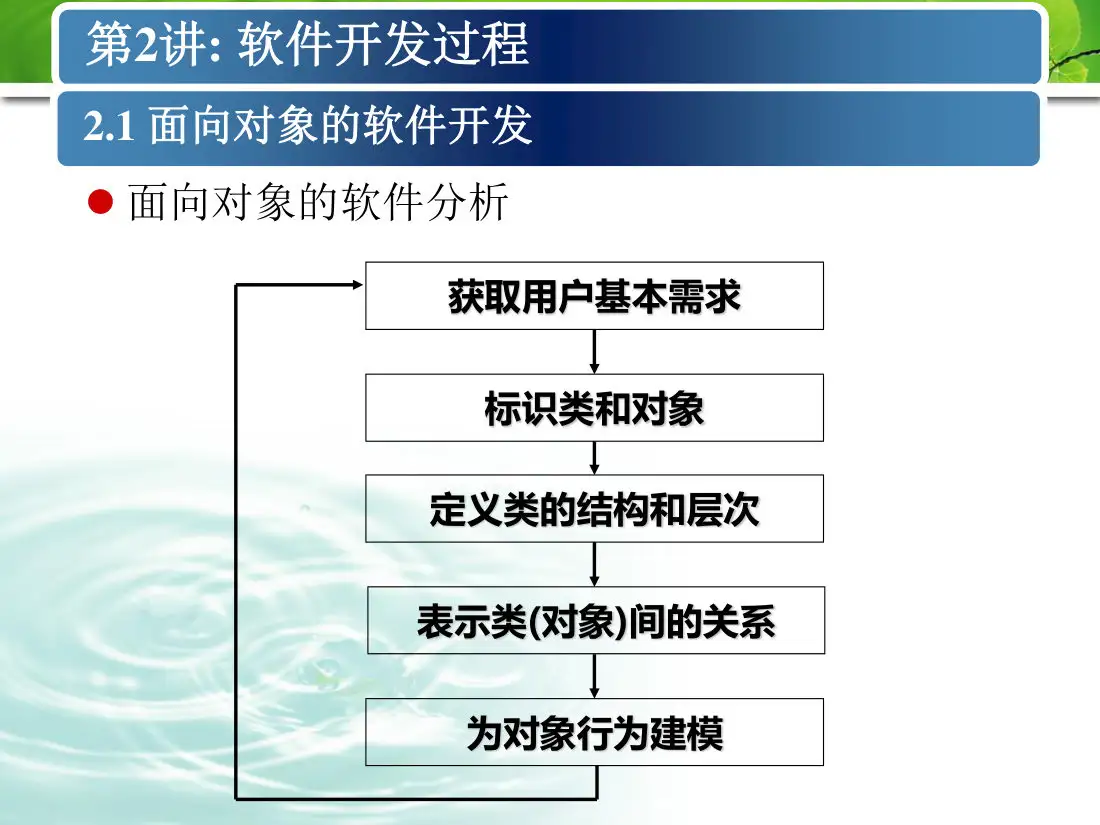 第2讲: 软件开发过程
2.1 面向对象的软件开发
面向对象的软件分析
获取用户基本需求
标识类和对象
定义类的结构和层次
表示类(对象)间的关系
为对象行为建模